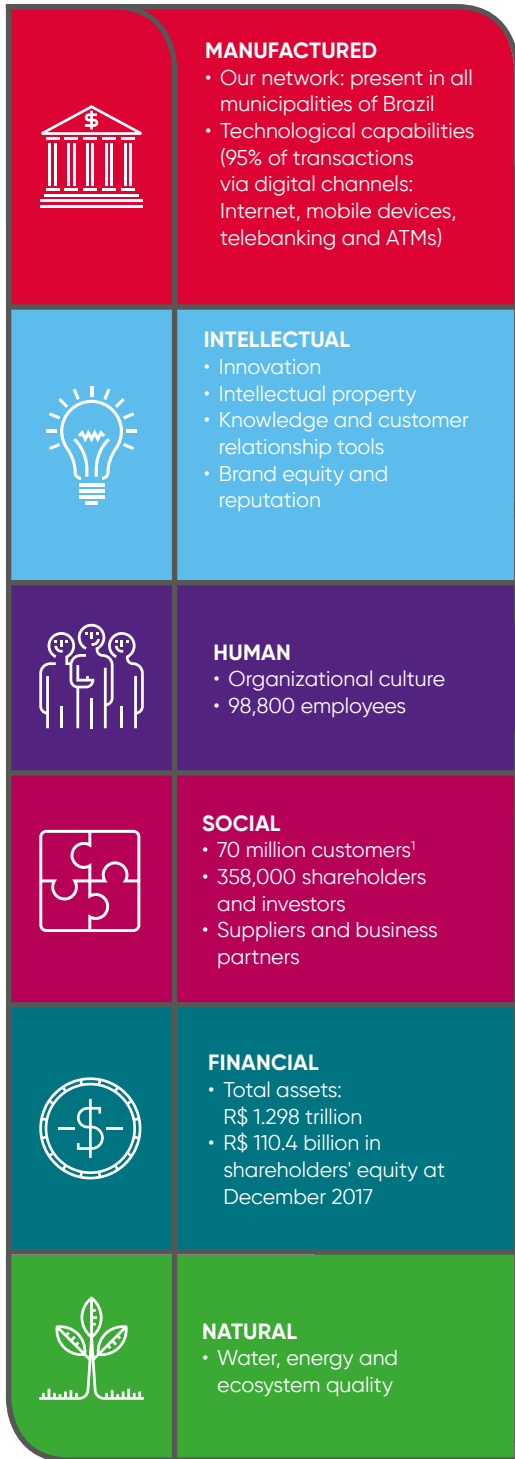 $
MANUFACTURED
• Our network: present in all
municipalities of Brazil
• Technological capabilities
(95% of transactions
via digital channels:
Internet, mobile devices,
telebanking and ATMs)
INTELLECTUAL
• Innovation
• Intellectual property
• Knowledge and customer
relationship tools
• Brand equity and
reputation
HUMAN
• Organizational culture
• 98,800 employees
SOCIAL
• 70 million customers¹
• 358,000 shareholders
and investors
• Suppliers and business
partners
$
FINANCIAL
• Total assets:
R$ 1.298 trillion
• R$ 110.4 billion in
shareholders' equity at
December 2017
NATURAL
• Water, energy and
ecosystem quality